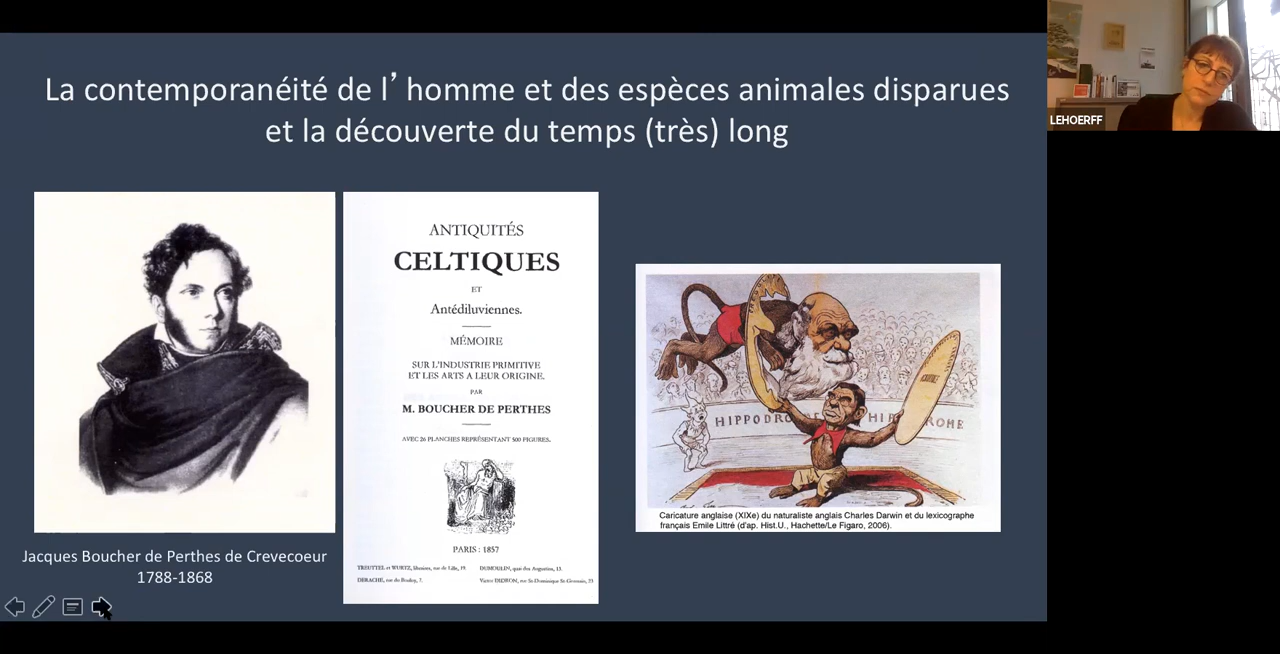 La contemporanéité de l’ homme et des espèces animales disparues
et la découverte du temps (très) long
LEHOERFF
ANTIQUITÉS
CELTIQUES
ET
Antédiluviennes.
MÉMOIRE
SUR L'INDUSTRIE PRIMITIVE
ET LES ARTS A LEUR ORIGINE.
PAR
M. BOUCHER DE PERTHES
AVEC 26 PLANCHES REPRÉSENTANT 500 FIGURES.
PARIS : 1857
TREUTTEL et WURTZ, libraires, rue de Lille, 19.
DUMOULIN, quai des Augustins, 13.
DERACHE, rue du Bouloy, 7.
Victor DIDRON, rue St-Dominique St-Germain, 23
HIPPODROME HIPPODROME
Caricature anglaise (XIXe) du naturaliste anglais Charles Darwin et du lexicographe
français Emile Littré (d'ap. Hist.U., Hachette/Le Figaro, 2006).
Jacques Boucher de Perthes de Crevecoeur
1788-1868